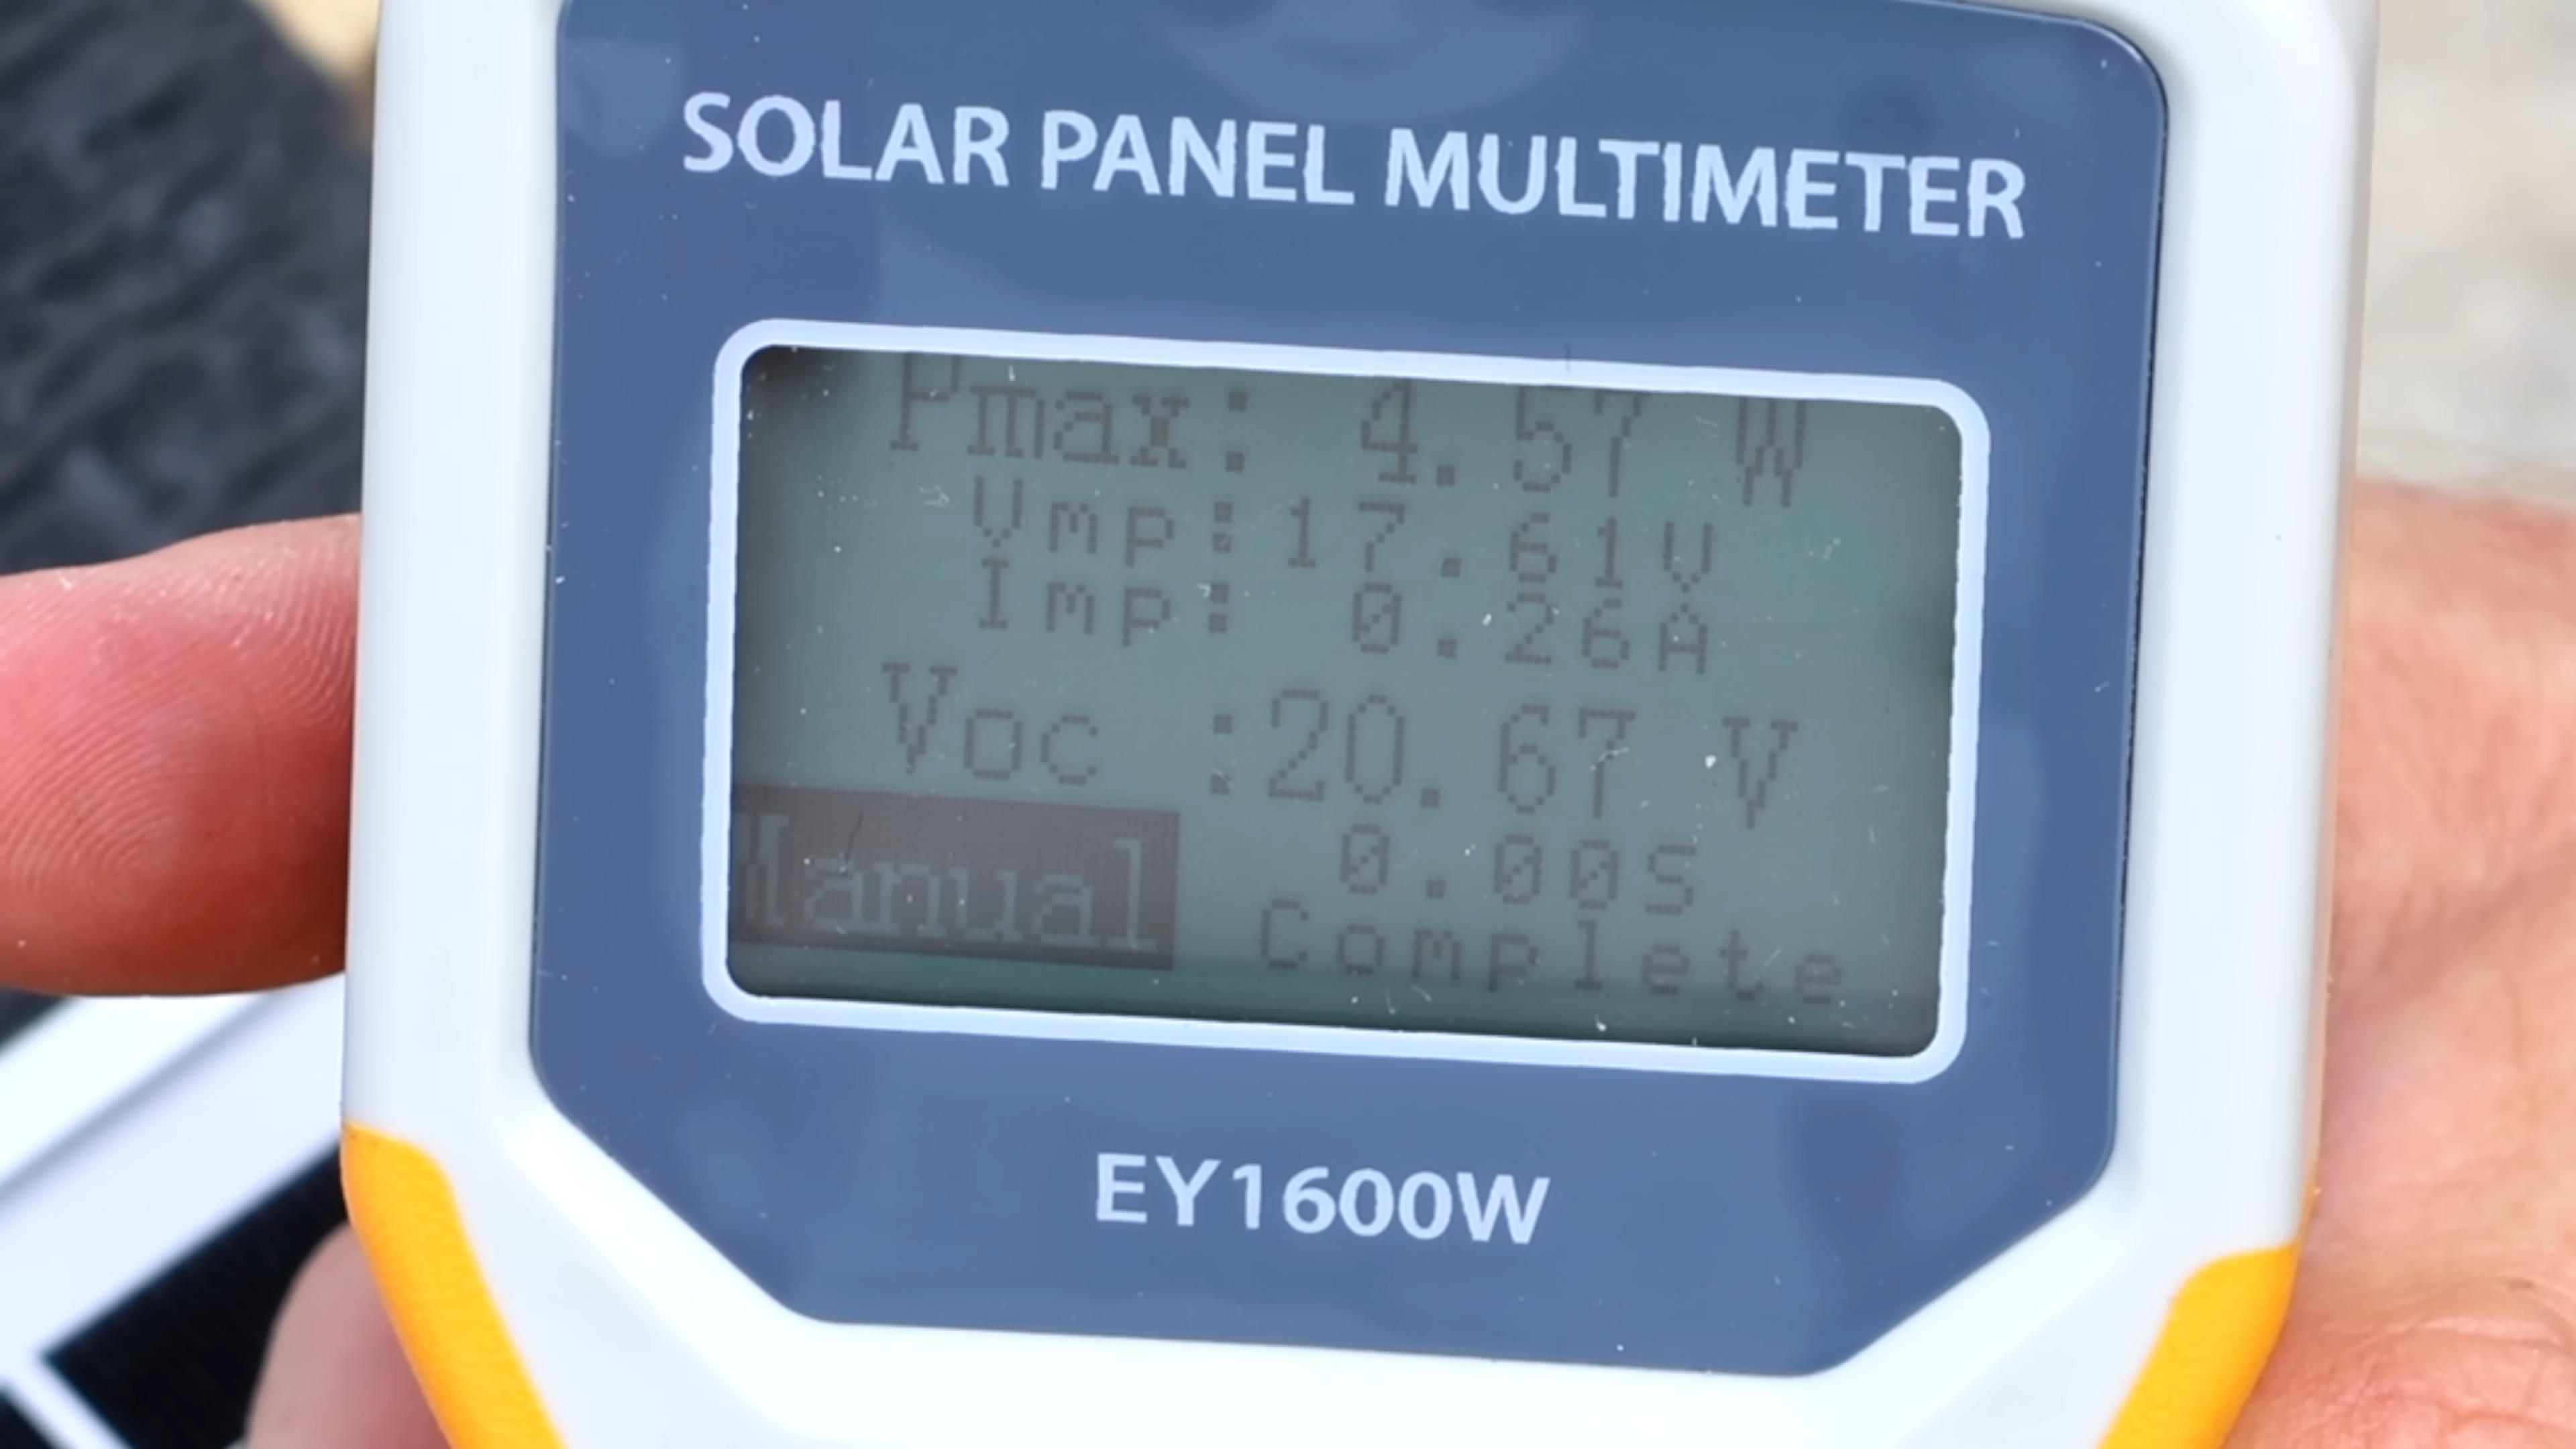 SOLAR PANEL MULTIMETER
Pmax: 4.57 W
Vmp:17.61V
Imp: 0.26A
Voc :20.67 V
0.00S
Manual
Complete
EY1600W